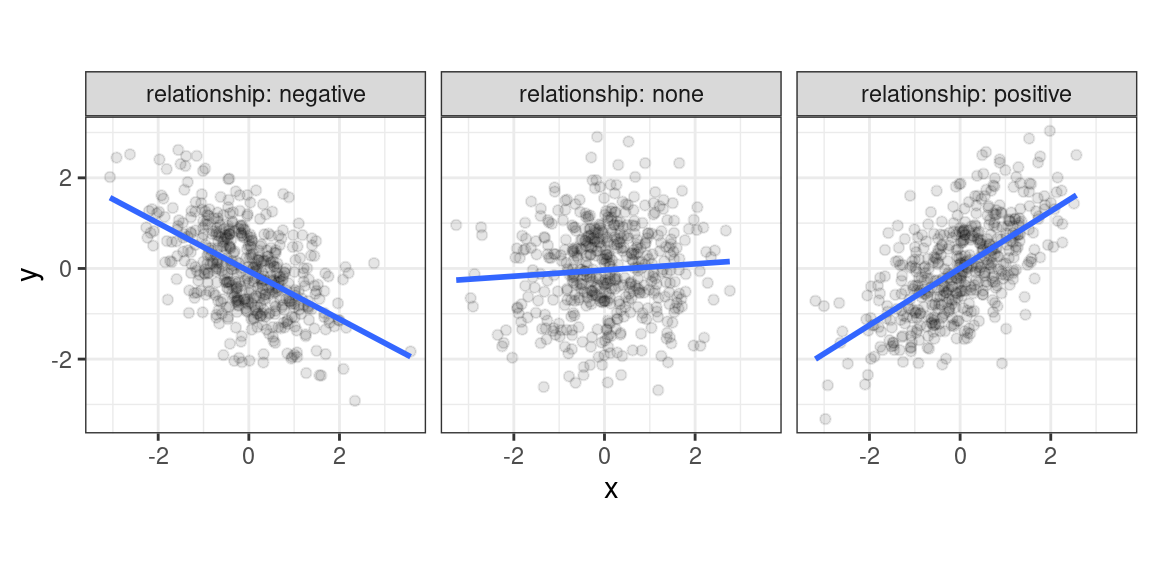 relationship: negative
relationship: none
relationship: positive
2
0
-2
y
-2 0 2
-2 0 2
-2 0 2
x